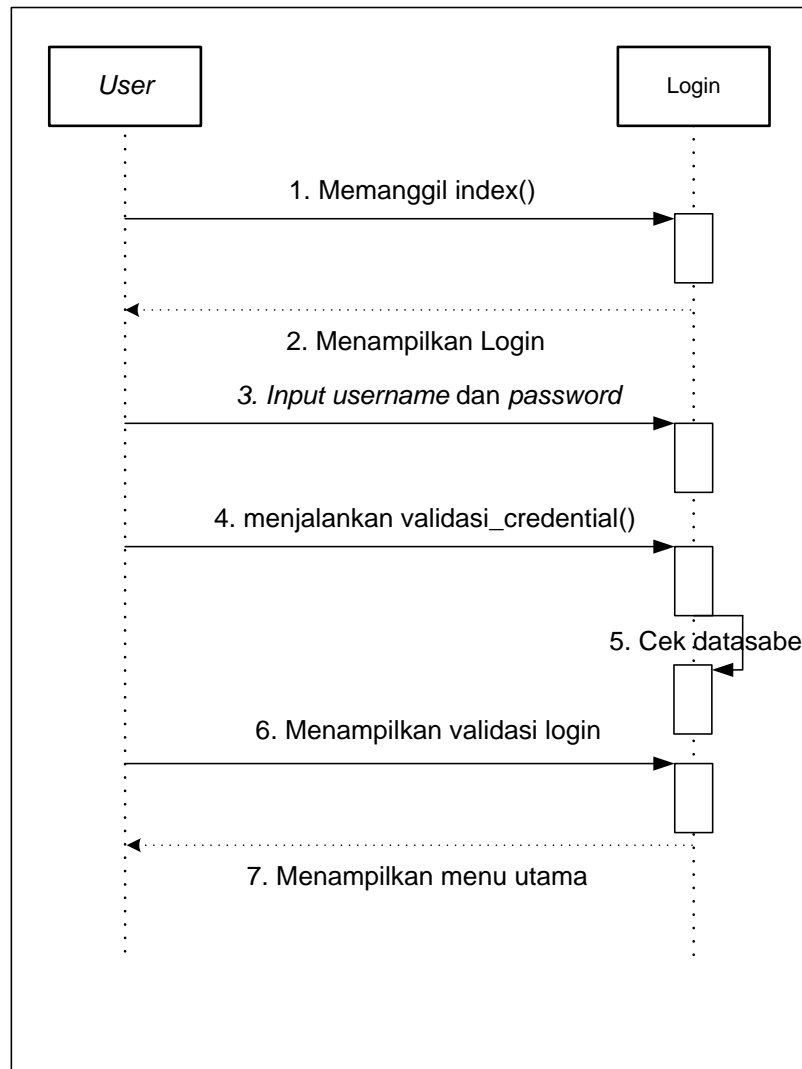 User
Login
1. Memanggil index()
2. Menampilkan Login
3. Input username dan password
4. menjalankan validasi_credential()
5. Cek datasabe
6. Menampilkan validasi login
7. Menampilkan menu utama